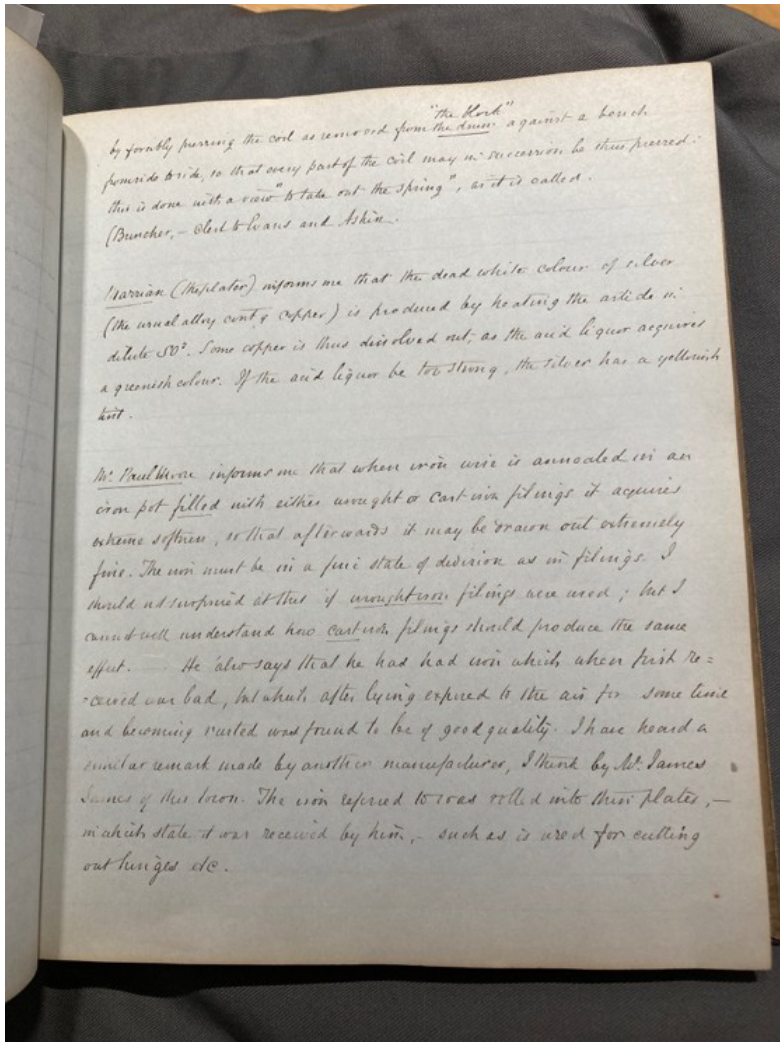 "the block"
by forcibly pressing the coil as removed from the drum against a bench
from side to side, so that every part of the coil may in succession be thus pressed:
this is done with a view "to take out the spring", as it is called.
(Buncher, – Clerk to Evans and Askin.
(the plater) informs me that the dead white colour of silver
(the usual alloy contg copper) is produced by heating the article in
dilute SO³. Some copper is thus dissolved out, as the acid liquor acquires
a greenish colour. If the acid liquor be too strong, the silver has a yellowish
tint.
Mr. Paul Moore informs me that when iron wire is annealed in an
iron pot filled with either wrought or cast iron filings it acquires
extreme softness, so that afterwards it may be drawn out extremely
fine. The iron must be in a fine state of division as in filings. I
should not surprised at this if wrought iron filings were used; but I
cannot well understand how cast iron filings should produce the same
effect. — He also says that he has had iron which when first re=
=ceived was bad, but which after lying exposed to the air for some time
and becoming rusted was found to be of good quality. I have heard a
similar remark made by another manufacturer, I think by Mr. James
James of this town. The iron referred to was rolled into thin plates, –
in which state it was received by him, – such as is used for cutting
out hinges etc.